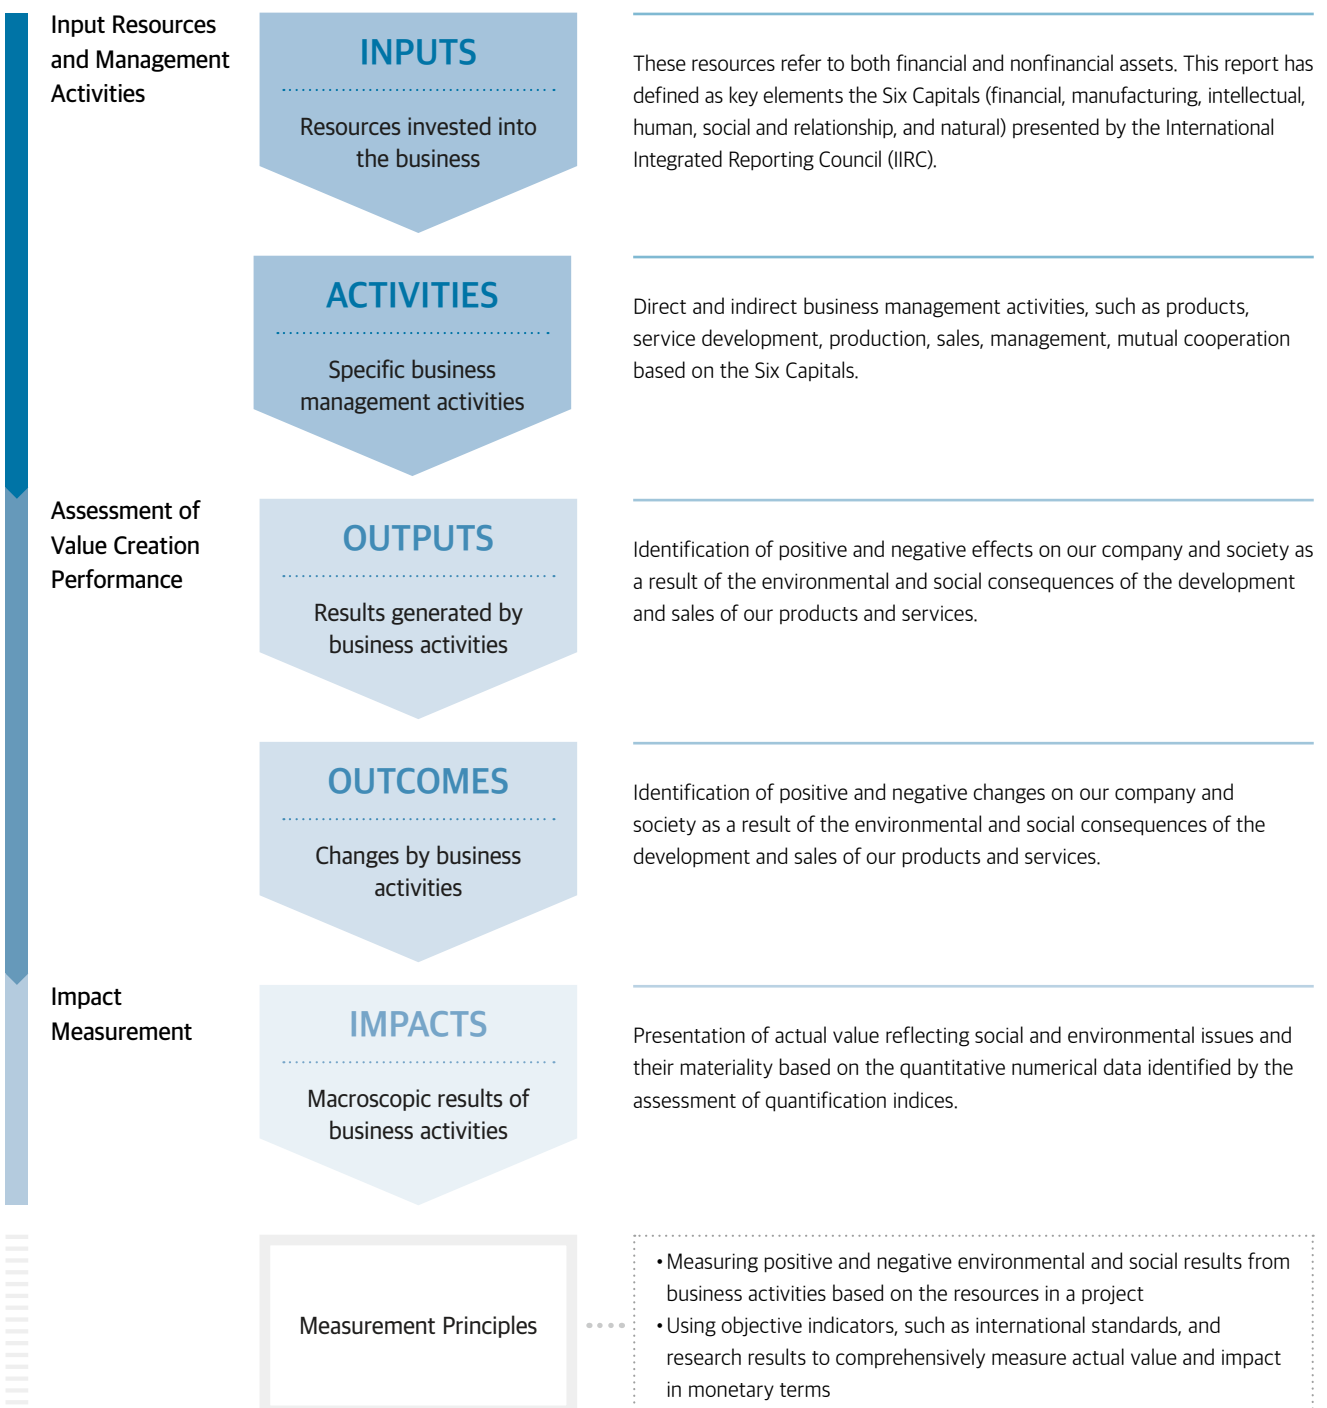 Input Resources
and Management
Activities
INPUTS
Resources invested into
the business
These resources refer to both financial and nonfinancial assets. This report has
defined as key elements the Six Capitals (financial, manufacturing, intellectual,
human, social and relationship, and natural) presented by the International
Integrated Reporting Council (IIRC).
ACTIVITIES
Specific business
management activities
Direct and indirect business management activities, such as products,
service development, production, sales, management, mutual cooperation
based on the Six Capitals.
Assessment of
Value Creation
Performance
OUTPUTS
Results generated by
business activities
Identification of positive and negative effects on our company and society as
a result of the environmental and social consequences of the development
and sales of our products and services.
OUTCOMES
Changes by business
activities
Identification of positive and negative changes on our company and
society as a result of the environmental and social consequences of the
development and sales of our products and services.
Impact
Measurement
IMPACTS
Macroscopic results of
business activities
Presentation of actual value reflecting social and environmental issues and
their materiality based on the quantitative numerical data identified by the
assessment of quantification indices.
Measurement Principles
• Measuring positive and negative environmental and social results from
business activities based on the resources in a project
• Using objective indicators, such as international standards, and
research results to comprehensively measure actual value and impact
in monetary terms